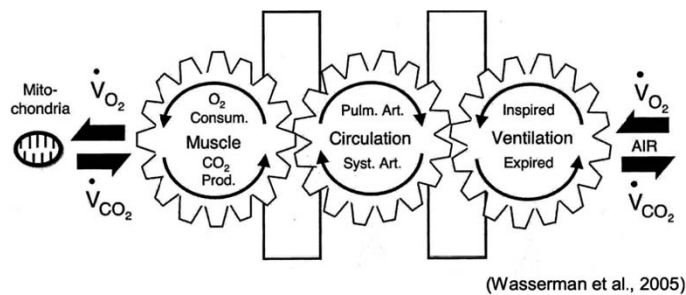 Mito-
chondria
V̇O₂
V̇CO₂
O₂
Consum.
Muscle
CO₂
Prod.
Pulm. Art.
Circulation
Syst. Art.
Inspired
Ventilation
Expired
V̇O₂
AIR
V̇CO₂
(Wasserman et al., 2005)